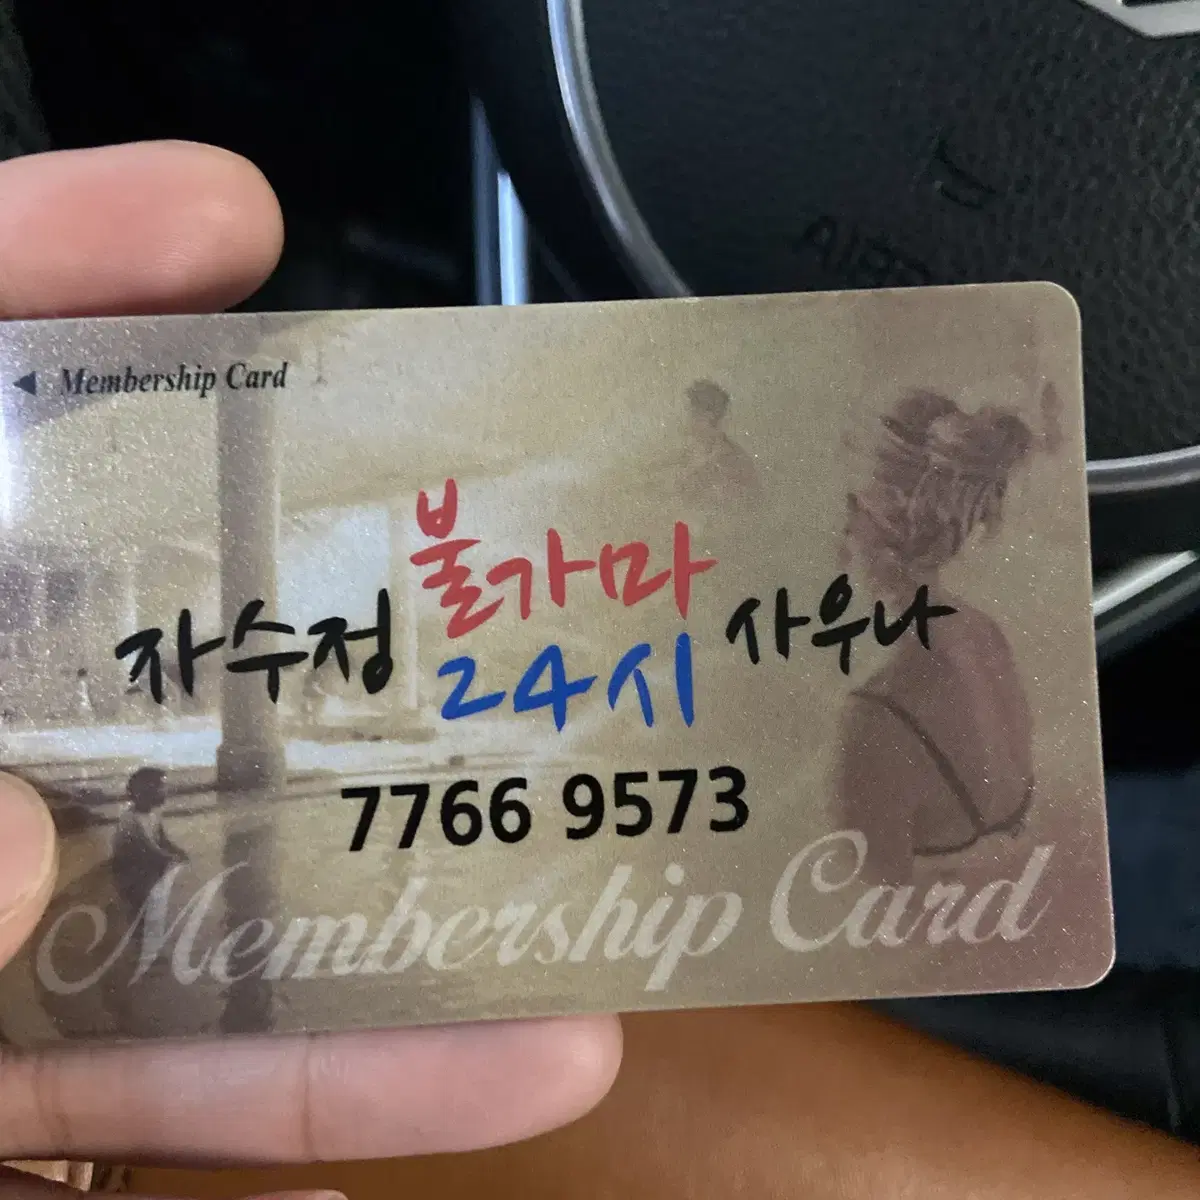 ◀ Membership Card
불가마
자수정 사우나
24시
7766 9573
Membership Card